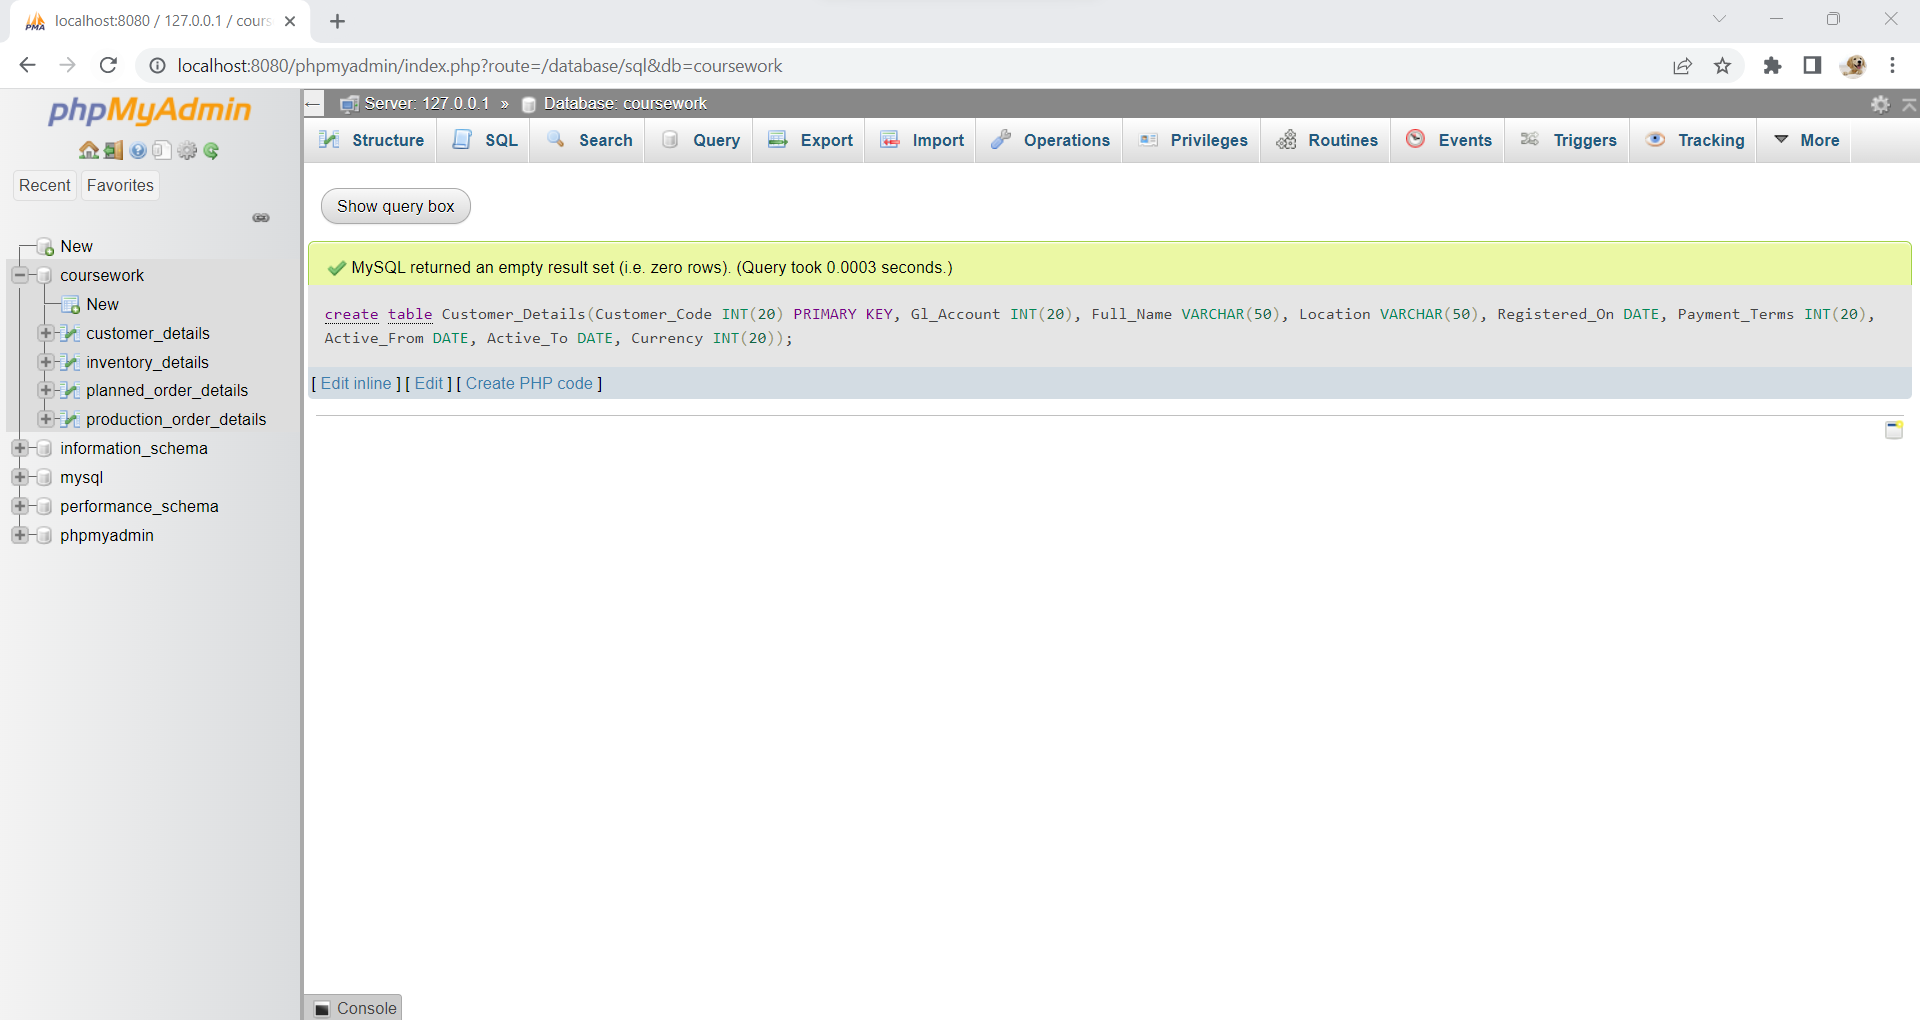 localhost:8080 / 127.0.0.1 / cours
localhost:8080/phpmyadmin/index.php?route=/database/sql&db=coursework
phpMyAdmin
Recent
Favorites
New
coursework
New
customer_details
inventory_details
planned_order_details
production_order_details
information_schema
mysql
performance_schema
phpmyadmin
Server: 127.0.0.1 » Database: coursework
Structure SQL Search Query Export Import Operations Privileges Routines Events Triggers Tracking More
Show query box
MySQL returned an empty result set (i.e. zero rows). (Query took 0.0003 seconds.)
create table Customer_Details(Customer_Code INT(20) PRIMARY KEY, Gl_Account INT(20), Full_Name VARCHAR(50), Location VARCHAR(50), Registered_On DATE, Payment_Terms INT(20),
Active_From DATE, Active_To DATE, Currency INT(20));
[ Edit inline ] [ Edit ] [ Create PHP code ]
Console